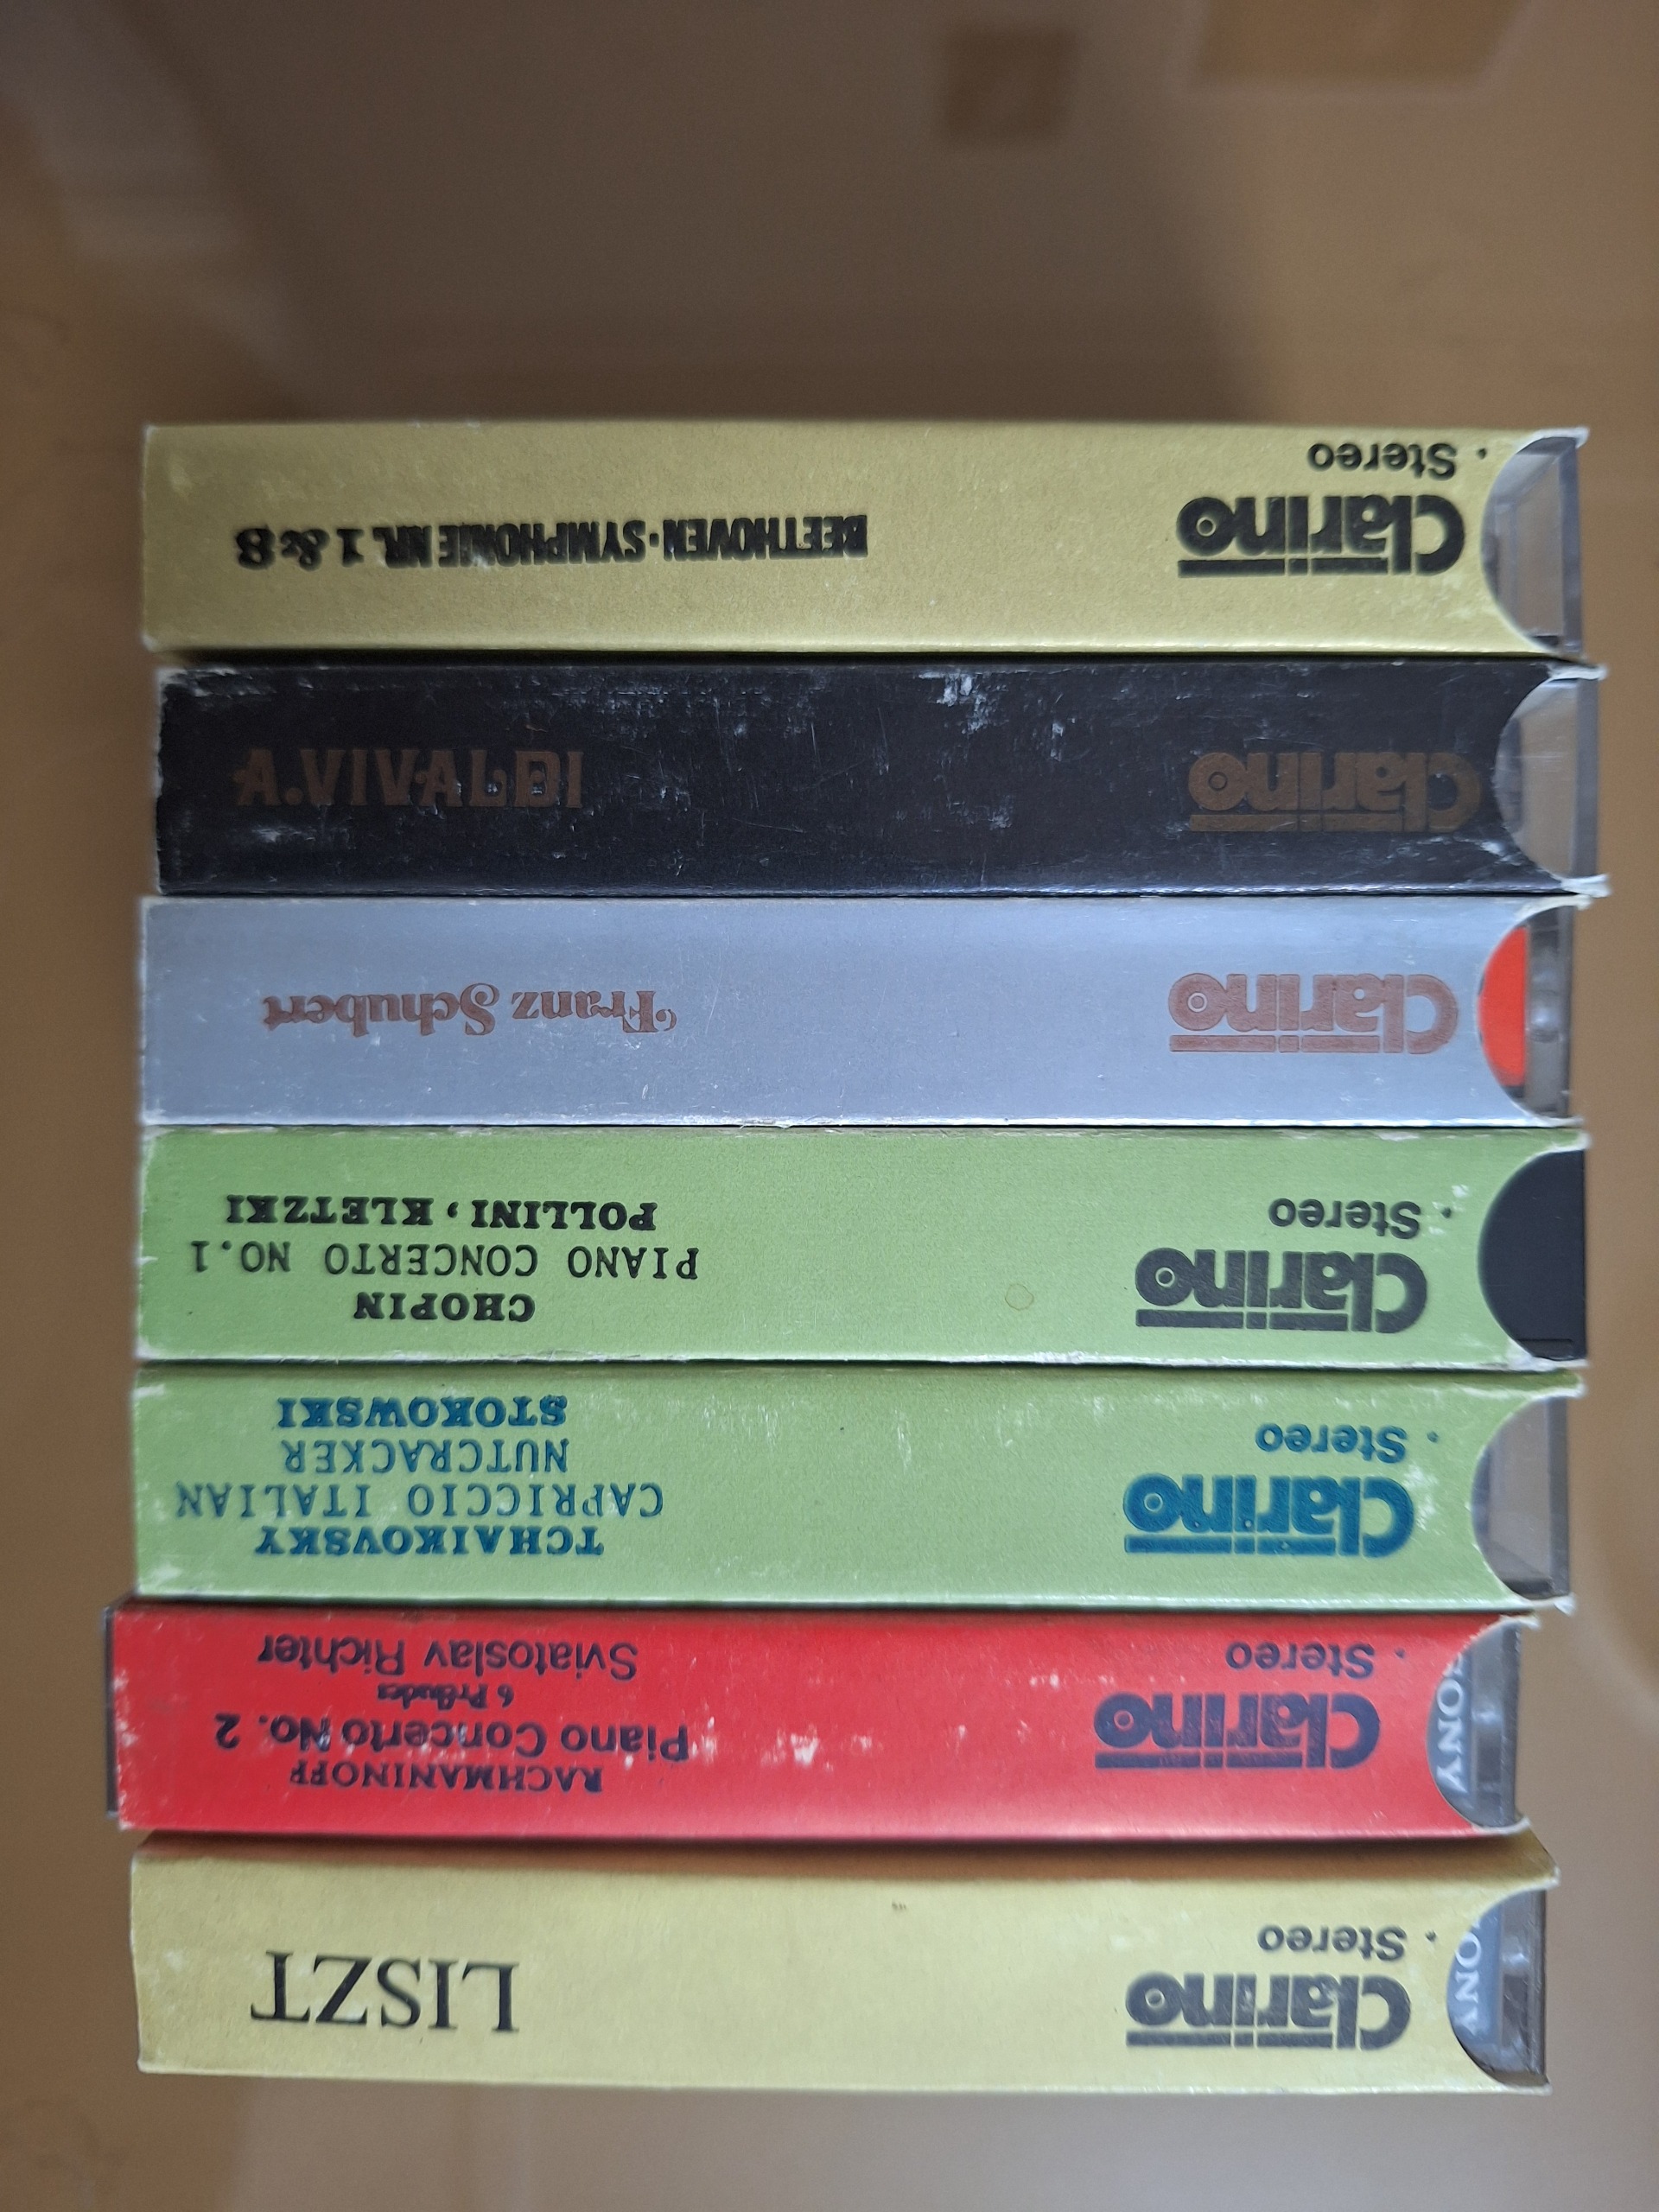 Clarino
. Stereo
LISZT
ONY
Clarino
. Stereo
RACHMANINOFF
Piano Concerto No. 2
6 Préludes
Sviatoslav Richter
SONY
Clarino
. Stereo
TCHAIKOVSKY
CAPRICCIO ITALIAN
NUTCRACKER
STOKOWSKI
Clarino
. Stereo
CHOPIN
PIANO CONCERTO NO.1
POLLINI, KLETZKI
Clarino
Franz Schubert
Clarino
A.VIVALDI
Clarino
. Stereo
BEETHOVEN·SYMPHONIE NR. 1 & 8